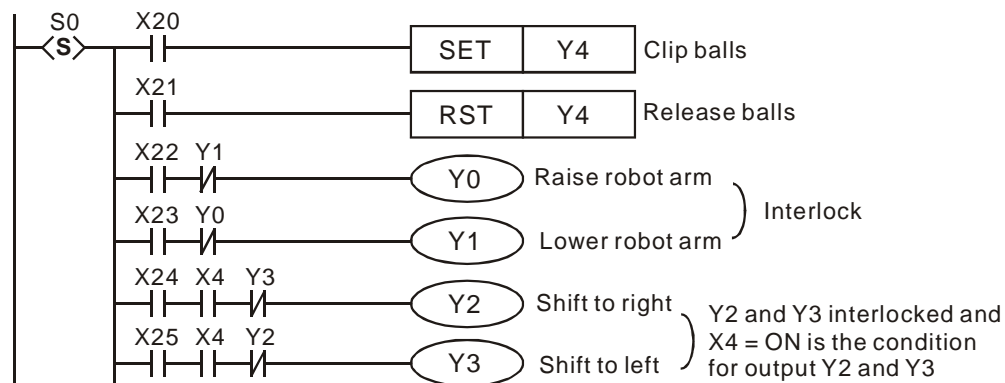 S0 X20
S SET Y4 Clip balls
X21
RST Y4 Release balls
X22 Y1
Y0 Raise robot arm
Interlock
X23 Y0
Y1 Lower robot arm
X24 X4 Y3
Y2 Shift to right
X25 X4 Y2
Y3 Shift to left
Y2 and Y3 interlocked and
X4 = ON is the condition
for output Y2 and Y3